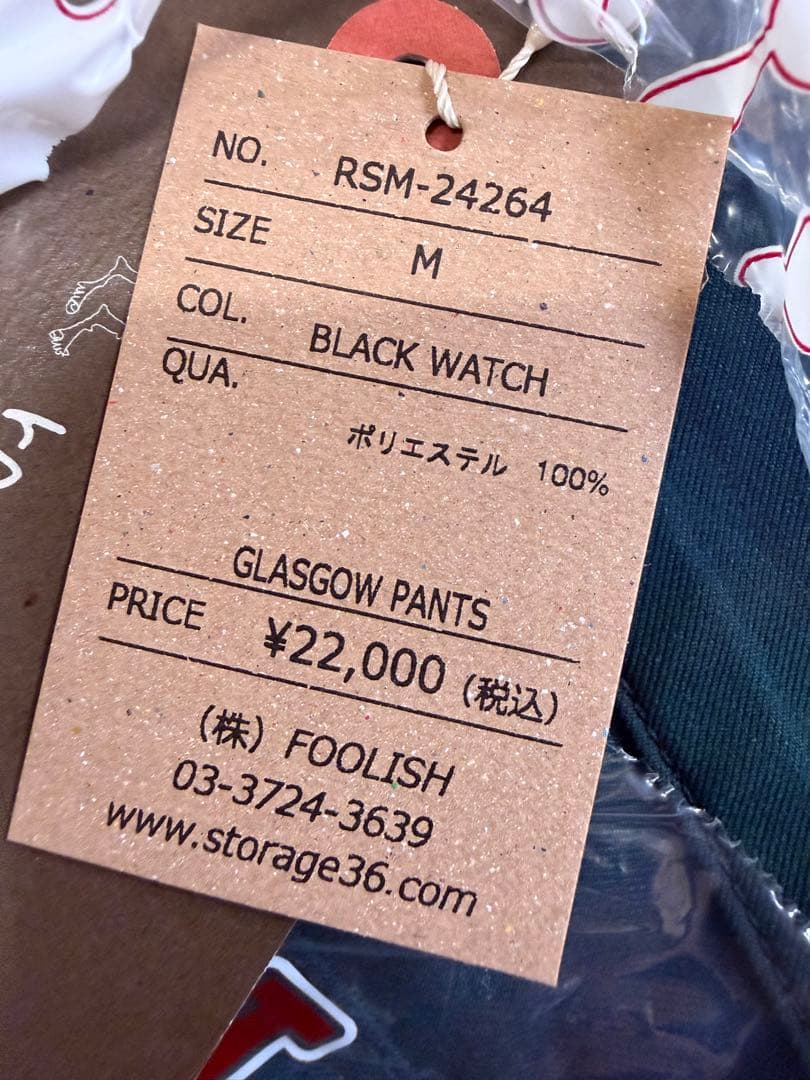 NO. RSM-24264
SIZE M
COL. BLACK WATCH
QUA.
ポリエステル 100%
GLASGOW PANTS
PRICE ¥22,000 (税込)
(株) FOOLISH
03-3724-3639
www.storage36.com